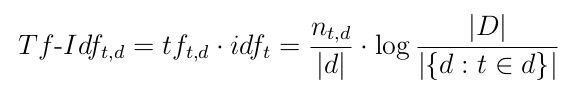 Tf-Idf_{t,d} = tf_{t,d} · idf_t = \frac{n_{t,d}}{|d|} · log \frac{|D|}{|{d : t ∈ d}|}